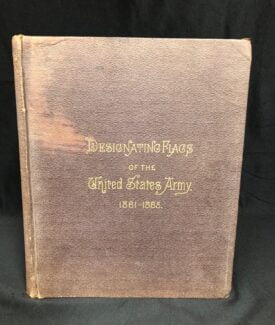 Designating Flags
of the
United States Army.
1861-1865.